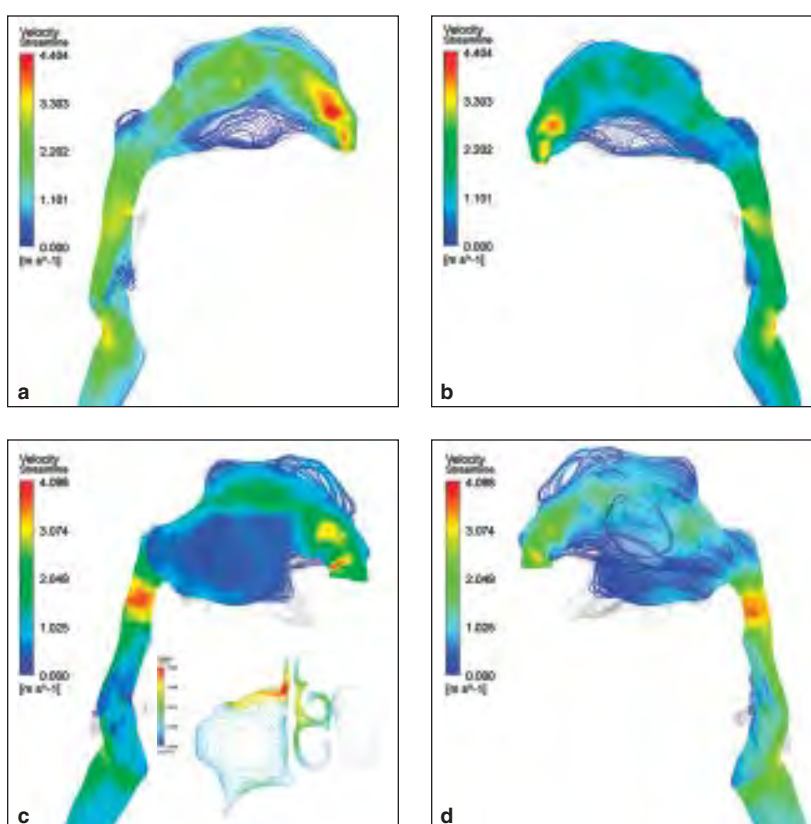 Velocity
Streamline
4.404
3.303
2.202
1.101
0.000
[m s^-1]
a
Velocity
Streamline
4.404
3.303
2.202
1.101
0.000
[m s^-1]
b
Velocity
Streamline
4.098
3.074
2.049
1.025
0.000
[m s^-1]
c
Velocity
Streamline
4.098
3.074
2.049
1.025
0.000
[m s^-1]
d